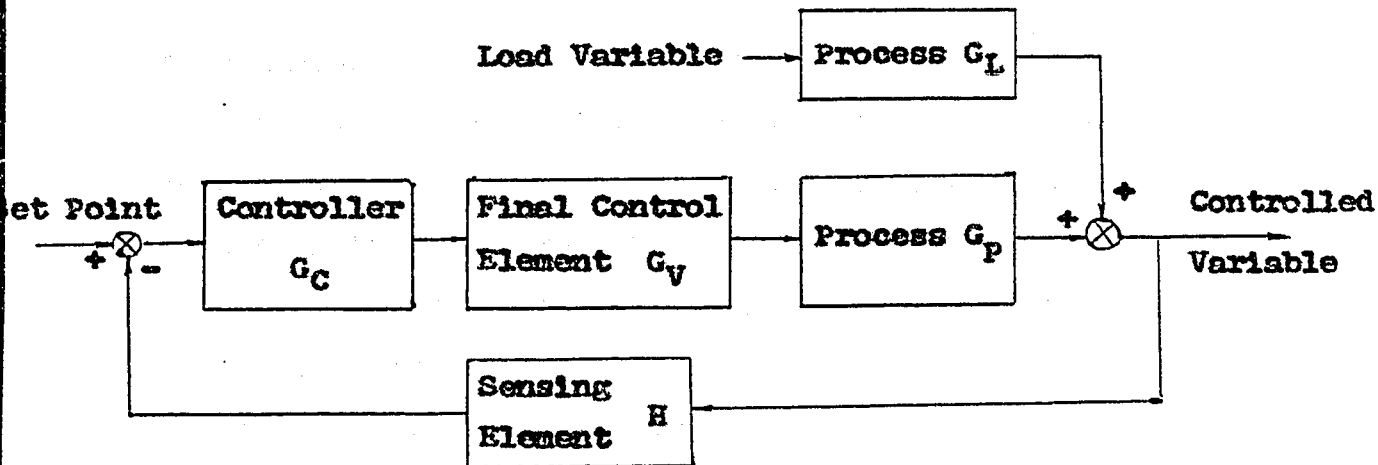 Load Variable
Process G_L
et Point
+
-
Controller
G_C
Final Control
Element G_V
Process G_p
+
+
Controlled
Variable
Sensing
Element H